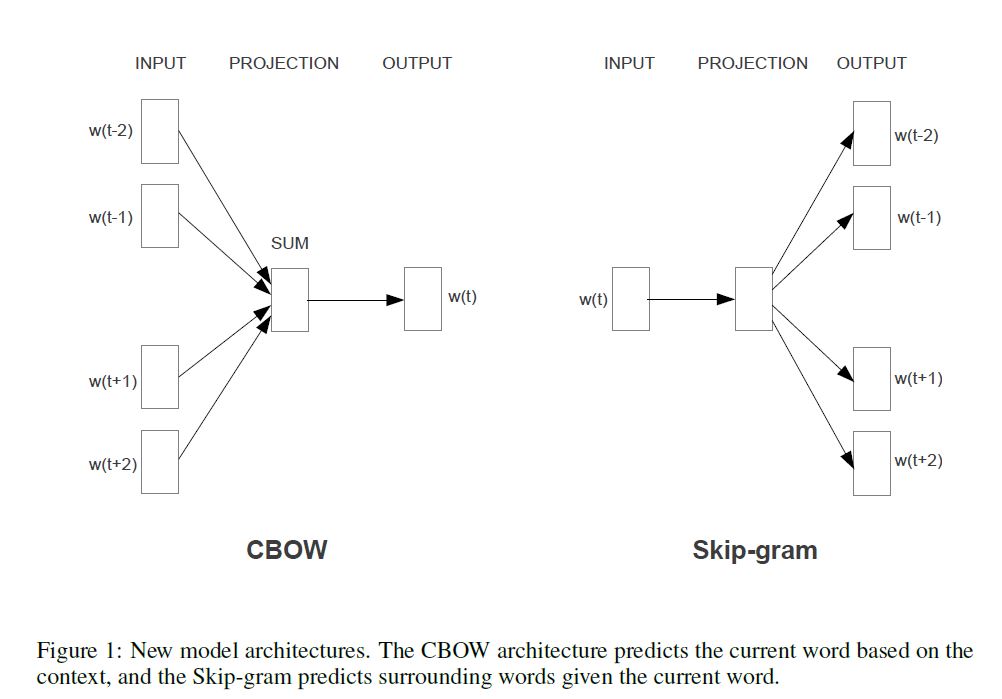 INPUT PROJECTION OUTPUT
w(t-2)
w(t-1)
SUM
w(t)
w(t+1)
w(t+2)
CBOW
INPUT PROJECTION OUTPUT
w(t-2)
w(t-1)
w(t)
w(t+1)
w(t+2)
Skip-gram
Figure 1: New model architectures. The CBOW architecture predicts the current word based on the
context, and the Skip-gram predicts surrounding words given the current word.